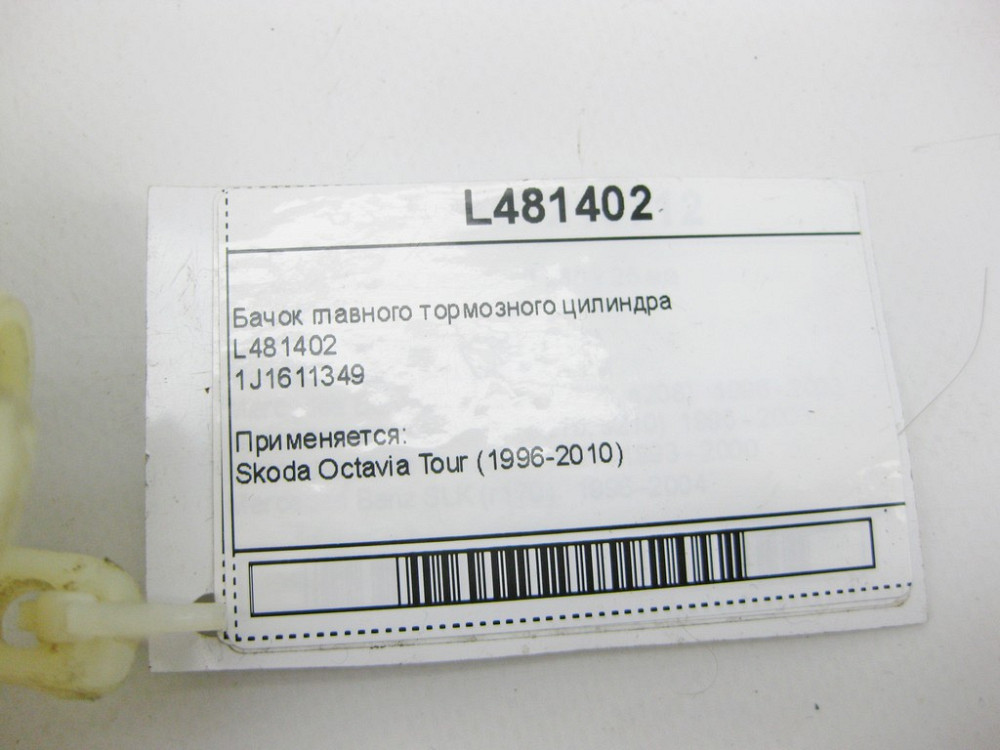 L481402
Бачок главного тормозного цилиндра
L481402
1J1611349
Применяется:
Skoda Octavia Tour (1996-2010)